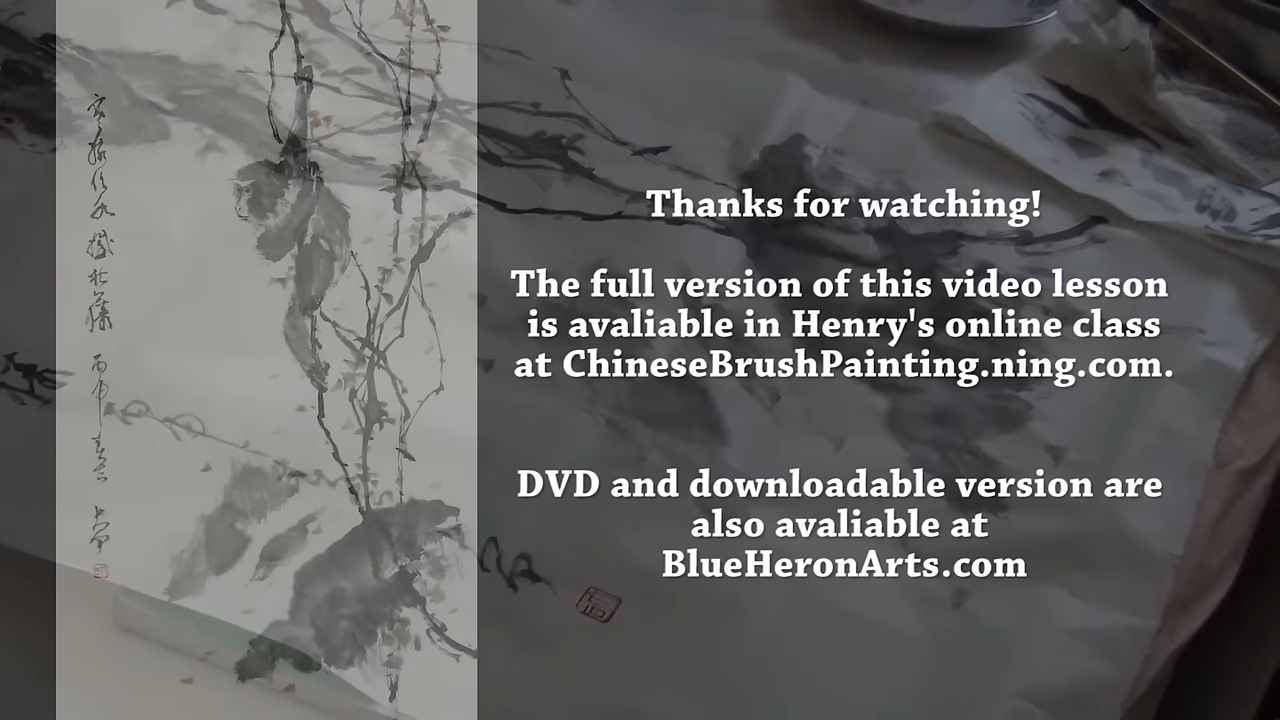 Thanks for watching!
The full version of this video lesson
is avaliable in Henry's online class
at ChineseBrushPainting.ning.com.
DVD and downloadable version are
also avaliable at
BlueHeronArts.com